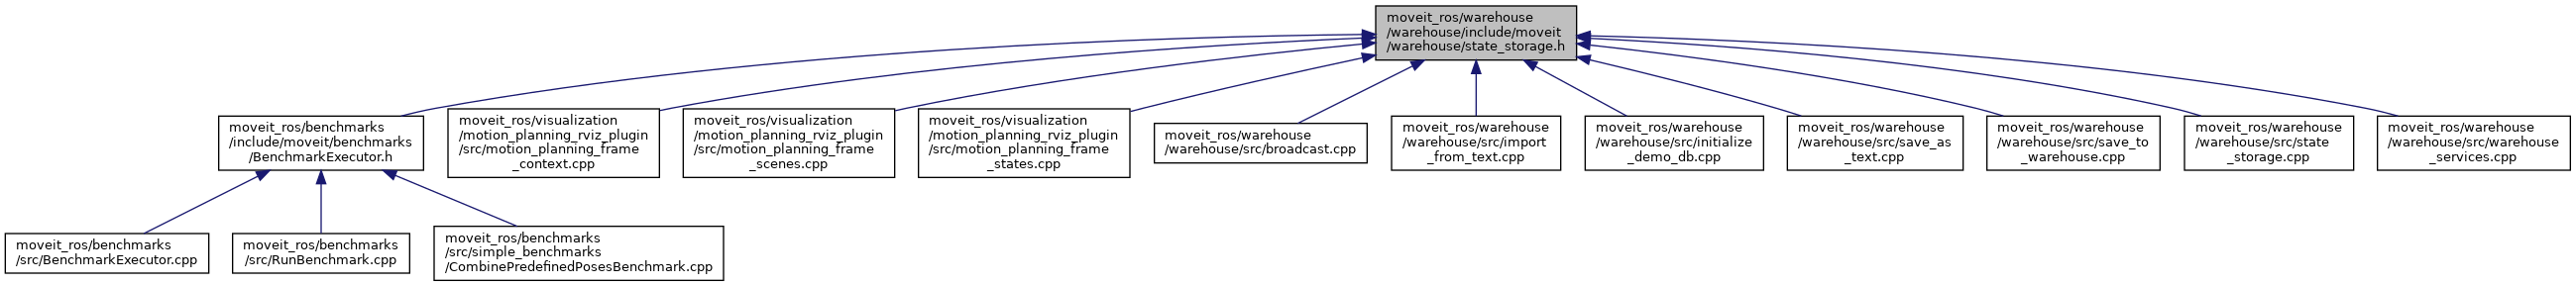 moveit_ros/warehouse
/warehouse/include/moveit
/warehouse/state_storage.h
moveit_ros/benchmarks
/include/moveit/benchmarks
/BenchmarkExecutor.h
moveit_ros/visualization
/motion_planning_rviz_plugin
/src/motion_planning_frame
_context.cpp
moveit_ros/visualization
/motion_planning_rviz_plugin
/src/motion_planning_frame
_scenes.cpp
moveit_ros/visualization
/motion_planning_rviz_plugin
/src/motion_planning_frame
_states.cpp
moveit_ros/warehouse
/warehouse/src/broadcast.cpp
moveit_ros/warehouse
/warehouse/src/import
_from_text.cpp
moveit_ros/warehouse
/warehouse/src/initialize
_demo_db.cpp
moveit_ros/warehouse
/warehouse/src/save_as
_text.cpp
moveit_ros/warehouse
/warehouse/src/save_to
_warehouse.cpp
moveit_ros/warehouse
/warehouse/src/state
_storage.cpp
moveit_ros/warehouse
/warehouse/src/warehouse
_services.cpp
moveit_ros/benchmarks
/src/BenchmarkExecutor.cpp
moveit_ros/benchmarks
/src/RunBenchmark.cpp
moveit_ros/benchmarks
/src/simple_benchmarks
/CombinePredefinedPosesBenchmark.cpp